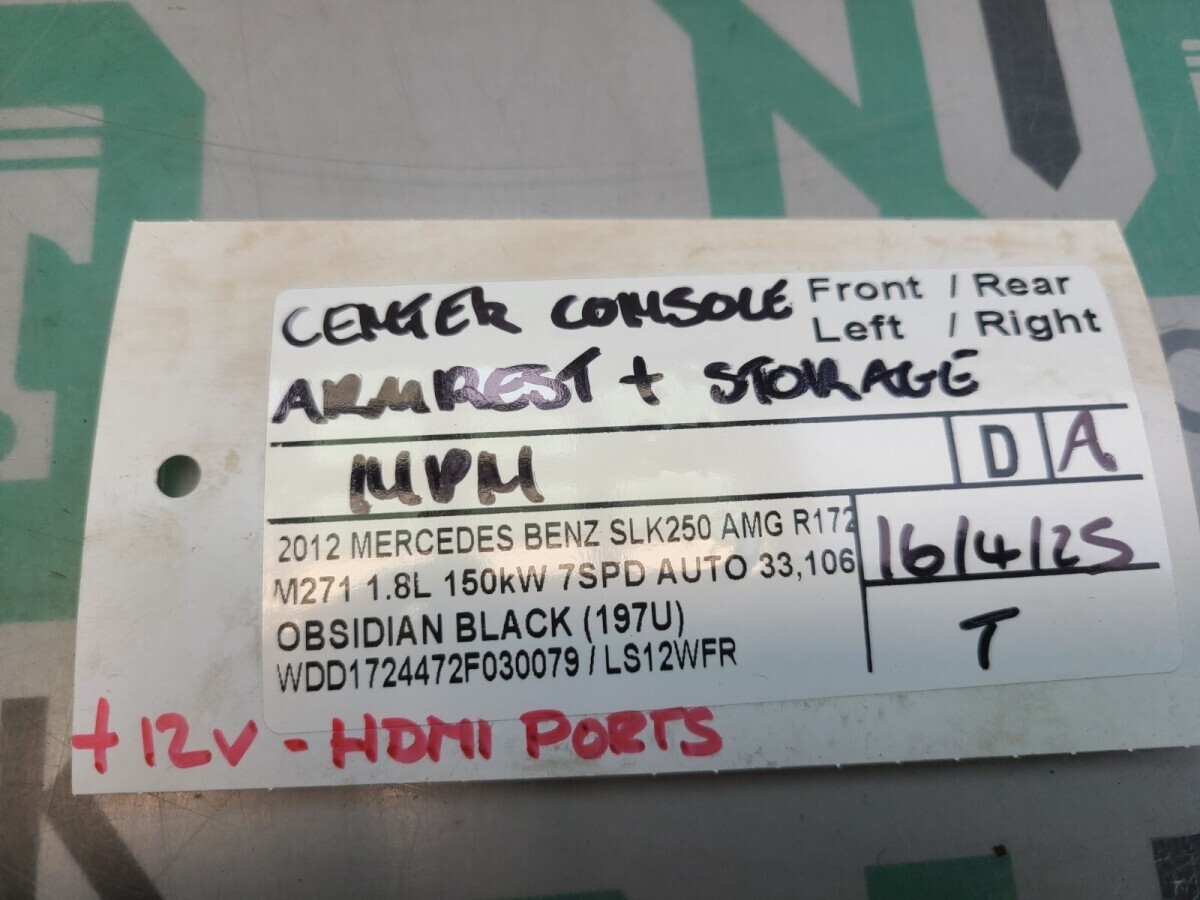 CENTER CONSOLE Front / Rear
Left / Right
ARMREST + STORAGE
D A
2012 MERCEDES BENZ SLK250 AMG R172
M271 1.8L 150kW 7SPD AUTO 33,106
OBSIDIAN BLACK (197U)
WDD1724472F030079 / LS12WFR
16/4/25
T
+ 12V - HDMI PORTS